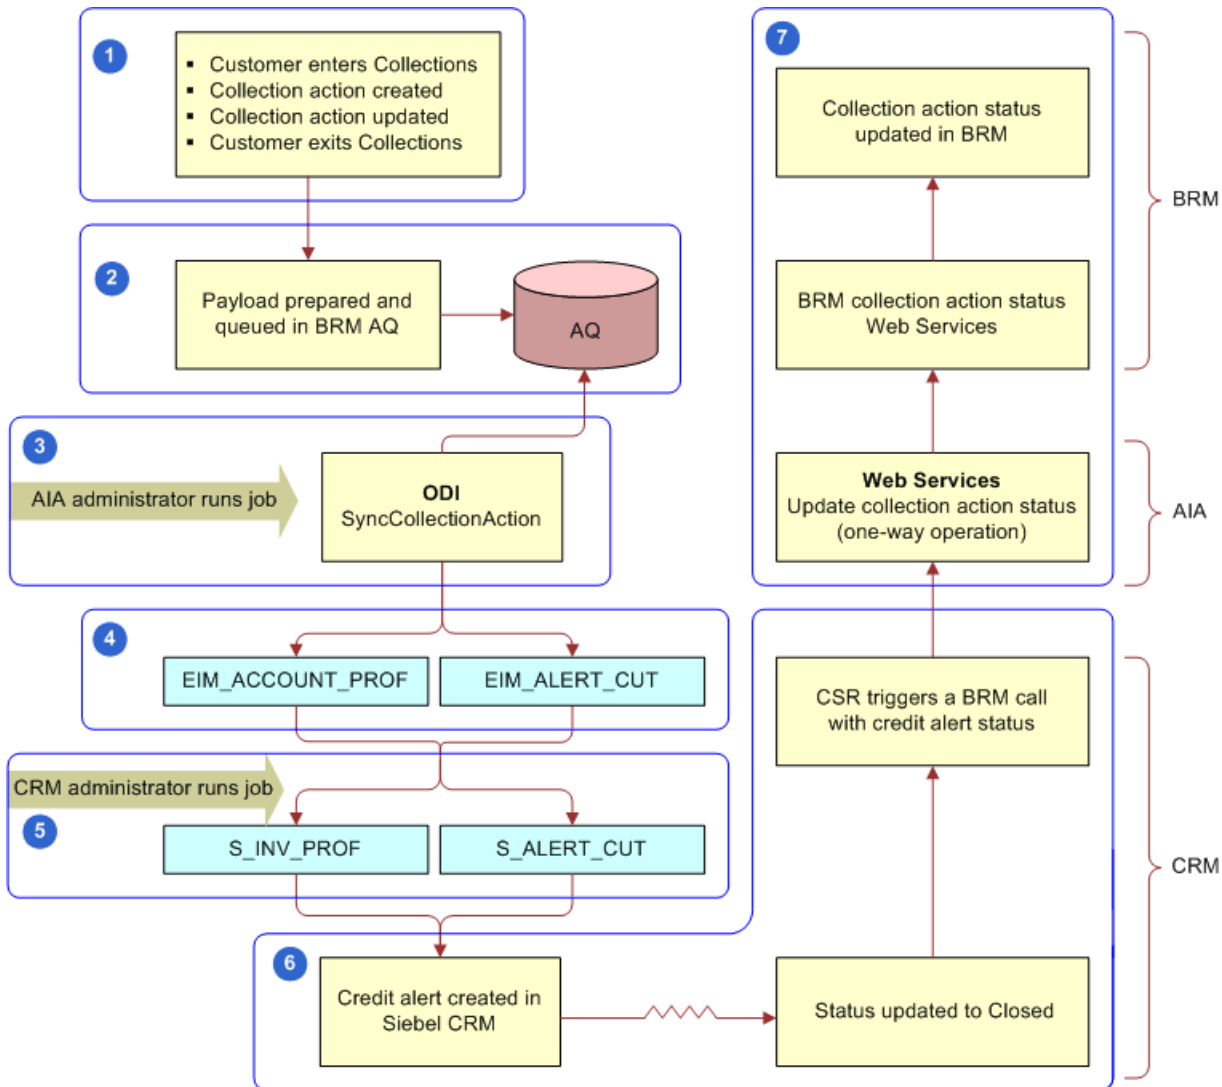 1
▪ Customer enters Collections
▪ Collection action created
▪ Collection action updated
▪ Customer exits Collections
2
Payload prepared and
queued in BRM AQ
AQ
3
AIA administrator runs job
ODI
SyncCollectionAction
4
EIM_ACCOUNT_PROF
EIM_ALERT_CUT
CRM administrator runs job
5
S_INV_PROF
S_ALERT_CUT
6
Credit alert created in
Siebel CRM
Status updated to Closed
CSR triggers a BRM call
with credit alert status
CRM
7
Collection action status
updated in BRM
BRM collection action status
Web Services
BRM
Web Services
Update collection action status
(one-way operation)
AIA